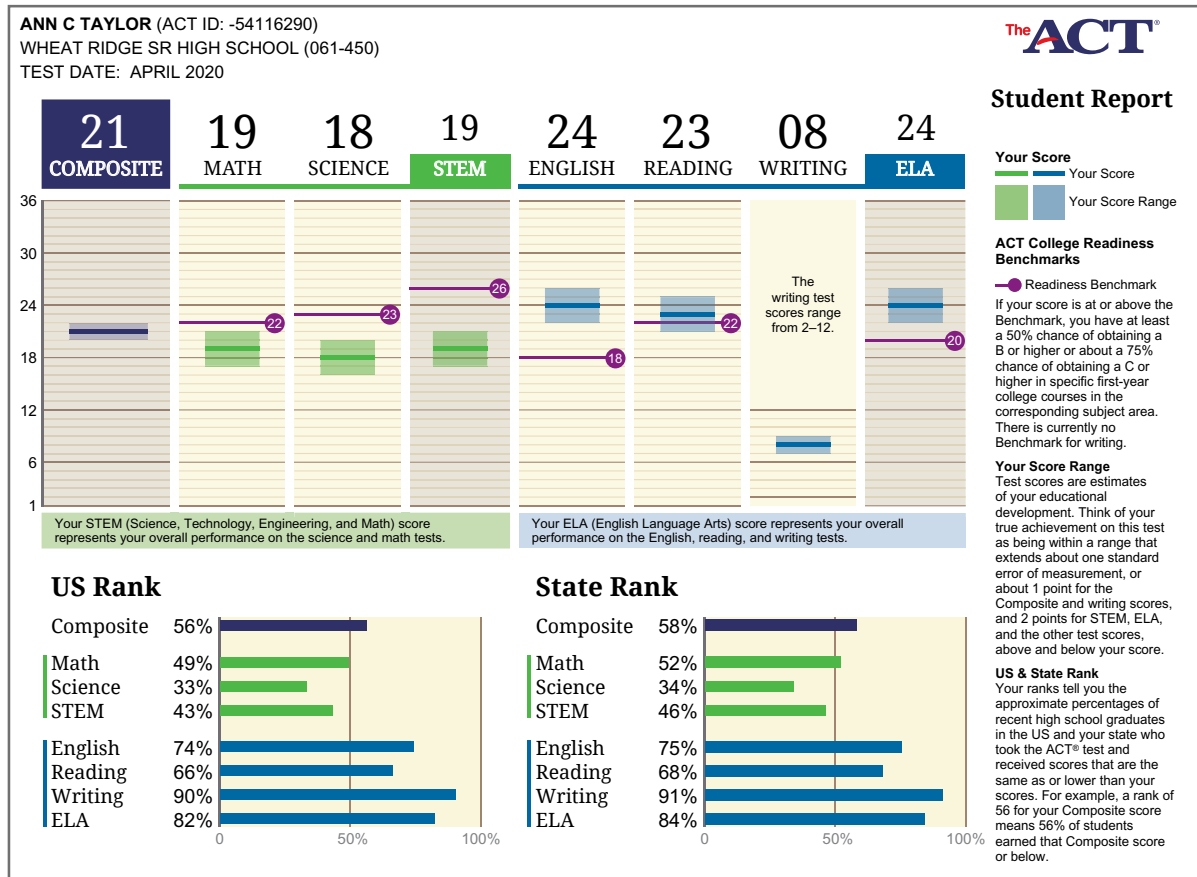 ANN C TAYLOR (ACT ID: -54116290)
WHEAT RIDGE SR HIGH SCHOOL (061-450)
TEST DATE: APRIL 2020
The ACT®
Student Report
21 19 18 19 24 23 08 24
COMPOSITE MATH SCIENCE STEM ENGLISH READING WRITING ELA
36
30
24
18
12
6
1
22
23
26
18
22
The
writing test
scores range
from 2–12.
20
Your STEM (Science, Technology, Engineering, and Math) score
represents your overall performance on the science and math tests.
Your ELA (English Language Arts) score represents your overall
performance on the English, reading, and writing tests.
US Rank
Composite 56%
Math 49%
Science 33%
STEM 43%
English 74%
Reading 66%
Writing 90%
ELA 82%
0 50% 100%
State Rank
Composite 58%
Math 52%
Science 34%
STEM 46%
English 75%
Reading 68%
Writing 91%
ELA 84%
0 50% 100%
Your Score
Your Score
Your Score Range
ACT College Readiness
Benchmarks
Readiness Benchmark
If your score is at or above the
Benchmark, you have at least
a 50% chance of obtaining a
B or higher or about a 75%
chance of obtaining a C or
higher in specific first-year
college courses in the
corresponding subject area.
There is currently no
Benchmark for writing.
Your Score Range
Test scores are estimates
of your educational
development. Think of your
true achievement on this test
as being within a range that
extends about one standard
error of measurement, or
about 1 point for the
Composite and writing scores,
and 2 points for STEM, ELA,
and the other test scores,
above and below your score.
US & State Rank
Your ranks tell you the
approximate percentages of
recent high school graduates
in the US and your state who
took the ACT® test and
received scores that are the
same as or lower than your
scores. For example, a rank of
56 for your Composite score
means 56% of students
earned that Composite score
or below.